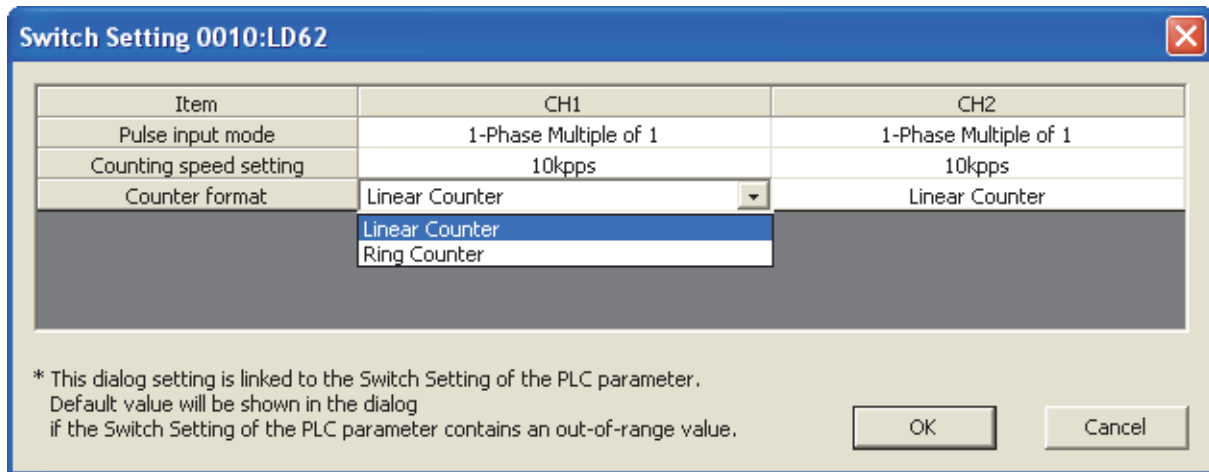 Switch Setting 0010:LD62
Item CH1 CH2
Pulse input mode 1-Phase Multiple of 1 1-Phase Multiple of 1
Counting speed setting 10kpps 10kpps
Counter format Linear Counter Linear Counter
Linear Counter
Ring Counter
* This dialog setting is linked to the Switch Setting of the PLC parameter.
Default value will be shown in the dialog
if the Switch Setting of the PLC parameter contains an out-of-range value.
OK Cancel